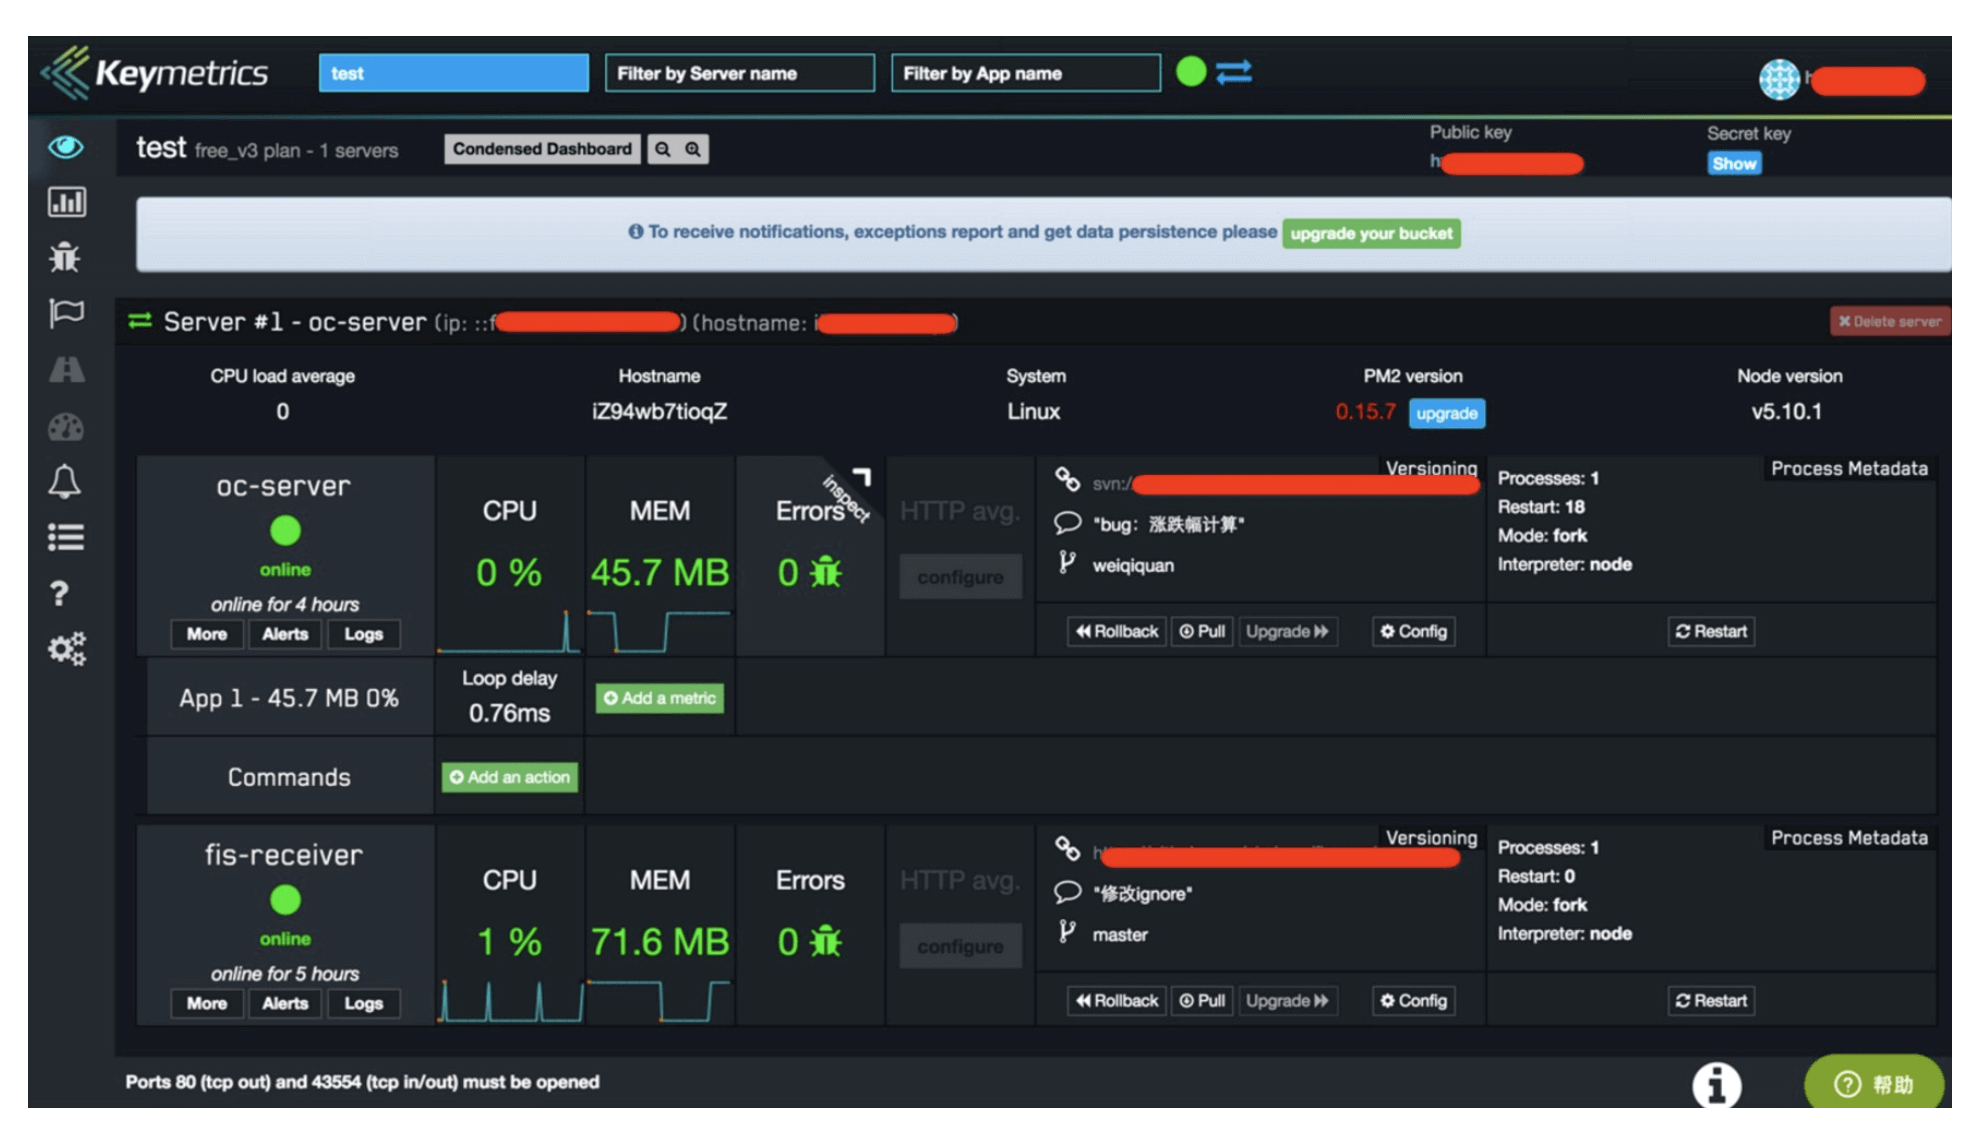 Keymetrics
test
Filter by Server name
Filter by App name
test free_v3 plan - 1 servers
Condensed Dashboard
Public key
Secret key
Show
To receive notifications, exceptions report and get data persistence please upgrade your bucket
Server #1 - oc-server (ip: ::f ) (hostname: i )
Delete server
CPU load average
0
Hostname
iZ94wb7tioqZ
System
Linux
PM2 version
0.15.7 upgrade
Node version
v5.10.1
oc-server
online
online for 4 hours
More Alerts Logs
CPU
0 %
MEM
45.7 MB
Errors
inspect
0
HTTP avg.
configure
Versioning
svn:/
"bug: 涨跌幅计算"
weiqiquan
Rollback Pull Upgrade Config
Process Metadata
Processes: 1
Restart: 18
Mode: fork
Interpreter: node
Restart
App 1 - 45.7 MB 0%
Loop delay
0.76ms
Add a metric
Commands
Add an action
fis-receiver
online
online for 5 hours
More Alerts Logs
CPU
1 %
MEM
71.6 MB
Errors
0
HTTP avg.
configure
Versioning
"修改ignore"
master
Rollback Pull Upgrade Config
Process Metadata
Processes: 1
Restart: 0
Mode: fork
Interpreter: node
Restart
Ports 80 (tcp out) and 43554 (tcp in/out) must be opened
帮助